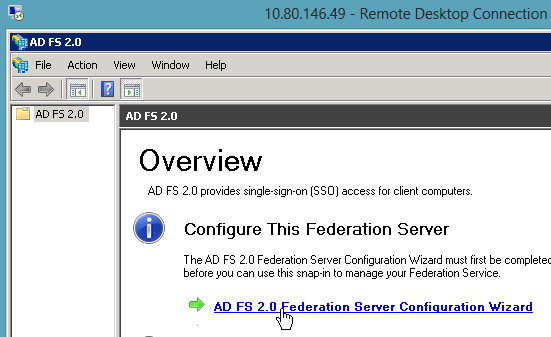 10.80.146.49 - Remote Desktop Connection
AD FS 2.0
File Action View Window Help
AD FS 2.0
AD FS 2.0
Overview
AD FS 2.0 provides single-sign-on (SSO) access for client computers.
Configure This Federation Server
The AD FS 2.0 Federation Server Configuration Wizard must first be completed
before you can use this snap-in to manage your Federation Service.
AD FS 2.0 Federation Server Configuration Wizard